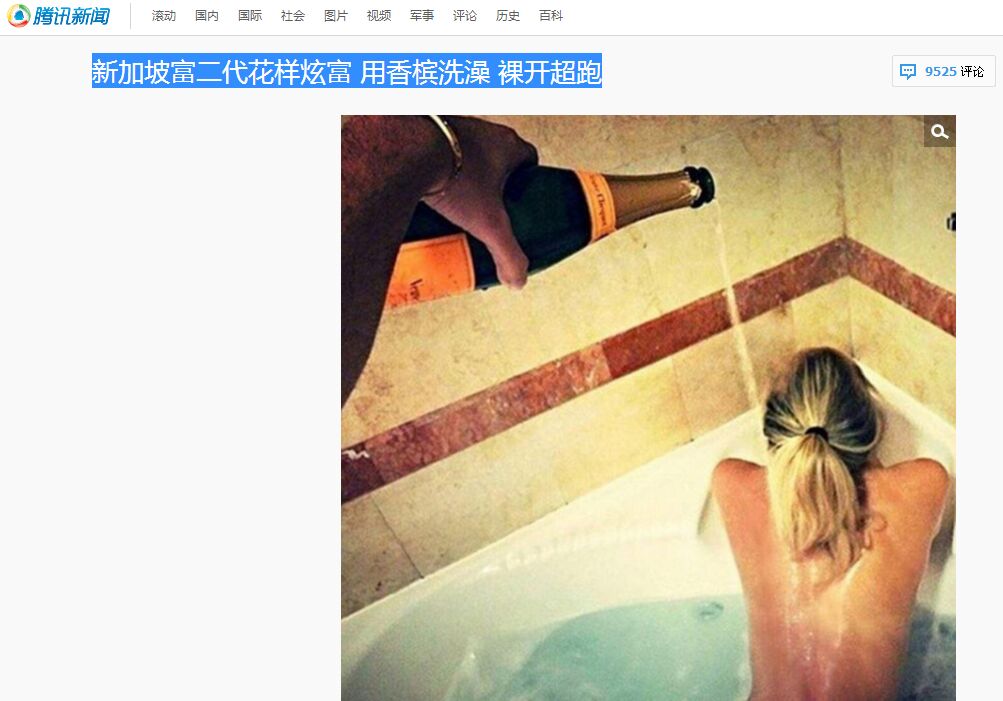 腾讯新闻
滚动 国内 国际 社会 图片 视频 军事 评论 历史 百科
新加坡富二代花样炫富 用香槟洗澡 裸开超跑
9525 评论